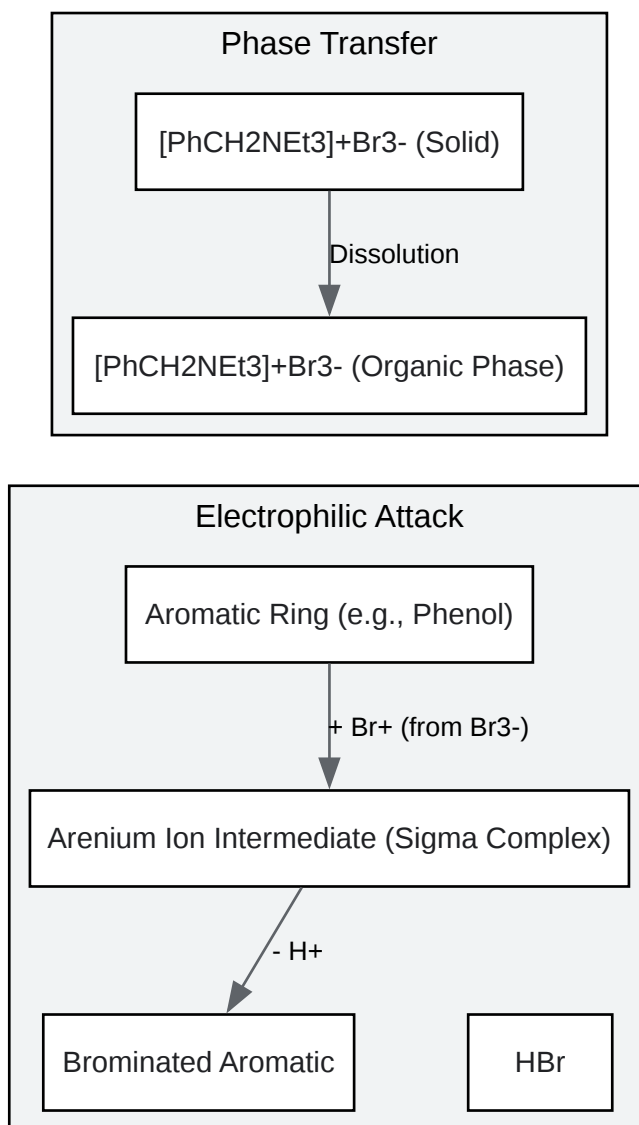 Phase Transfer
[PhCH2NEt3]+Br3- (Solid)
Dissolution
[PhCH2NEt3]+Br3- (Organic Phase)
Electrophilic Attack
Aromatic Ring (e.g., Phenol)
+ Br+ (from Br3-)
Arenium Ion Intermediate (Sigma Complex)
- H+
Brominated Aromatic
HBr